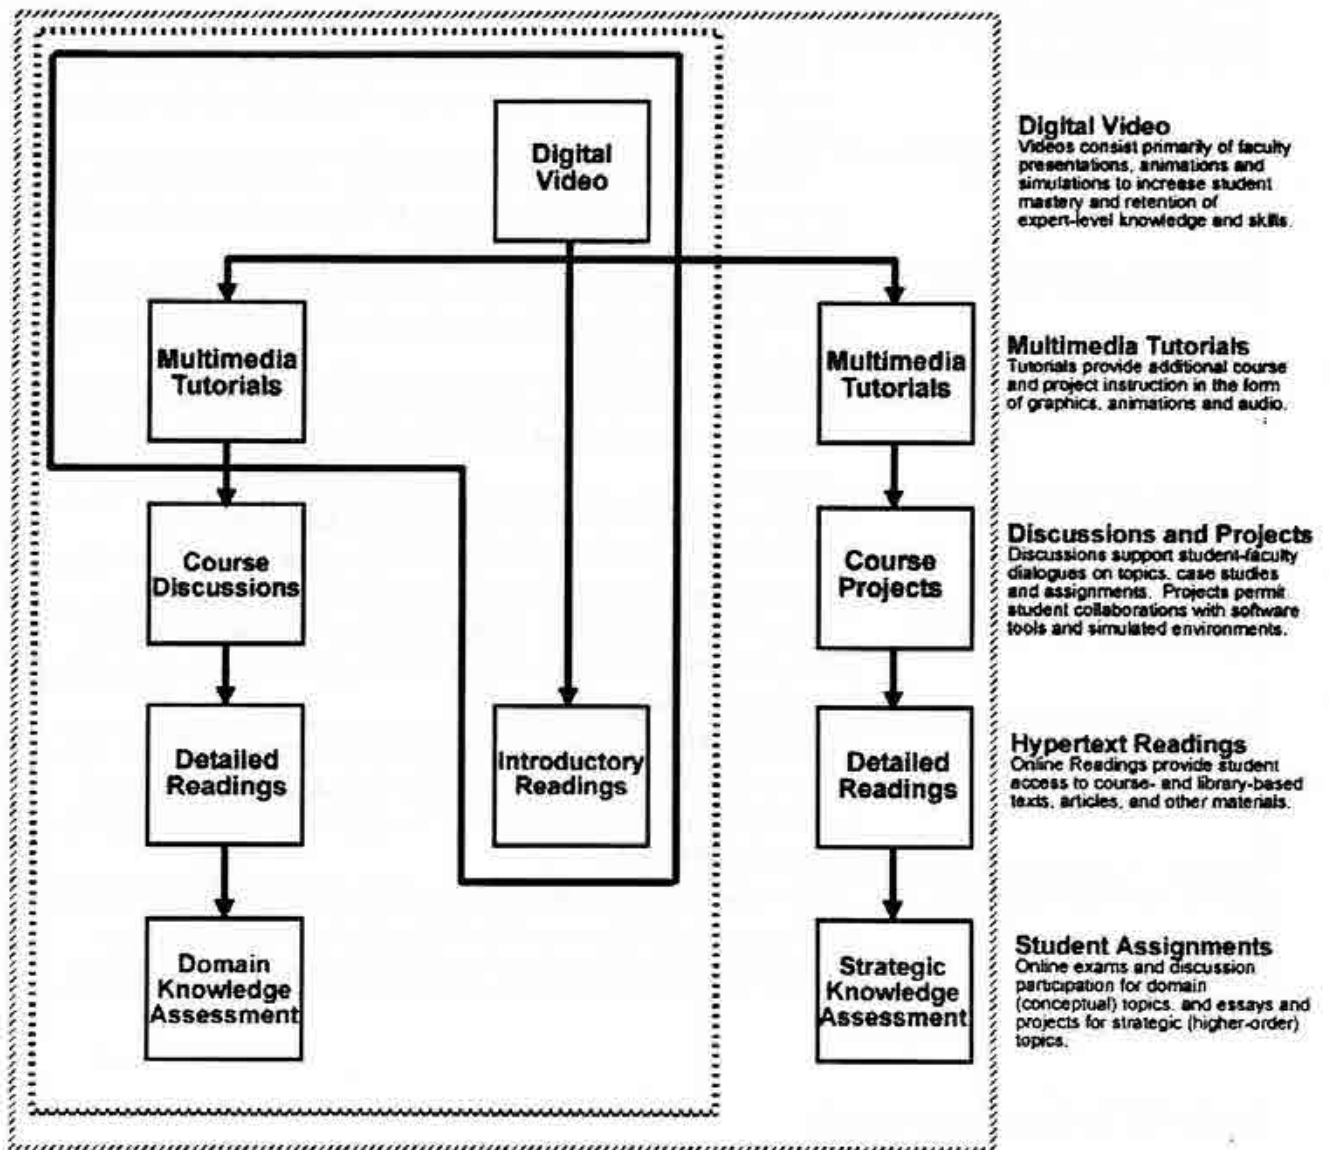 Digital
Video
Digital Video
Videos consist primarily of faculty
presentations, animations and
simulations to increase student
mastery and retention of
expert-level knowledge and skills.
Multimedia
Tutorials
Multimedia
Tutorials
Multimedia Tutorials
Tutorials provide additional course
and project instruction in the form
of graphics, animations and audio.
Course
Discussions
Course
Projects
Discussions and Projects
Discussions support student-faculty
dialogues on topics, case studies
and assignments. Projects permit
student collaborations with software
tools and simulated environments.
Detailed
Readings
Introductory
Readings
Detailed
Readings
Hypertext Readings
Online Readings provide student
access to course- and library-based
texts, articles, and other materials.
Domain
Knowledge
Assessment
Strategic
Knowledge
Assessment
Student Assignments
Online exams and discussion
participation for domain
(conceptual) topics, and essays and
projects for strategic (higher-order)
topics.